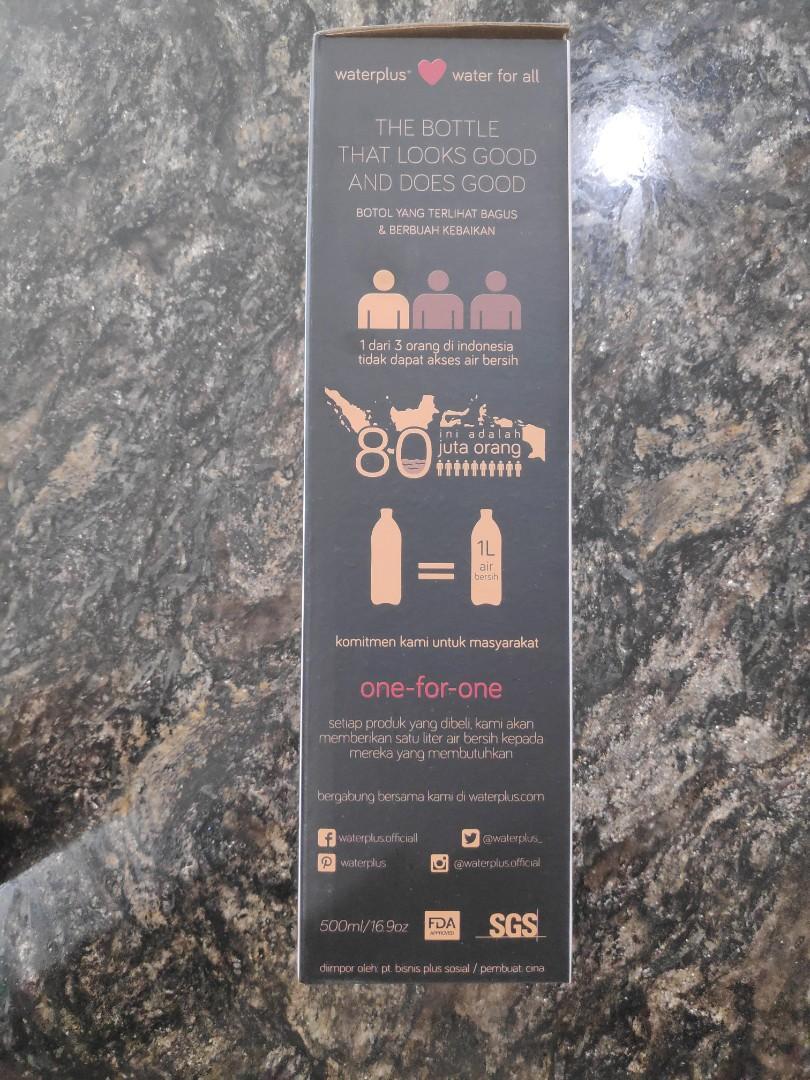 waterplus® water for all
THE BOTTLE
THAT LOOKS GOOD
AND DOES GOOD
BOTOL YANG TERLIHAT BAGUS
& BERBUAH KEBAIKAN
1 dari 3 orang di indonesia
tidak dapat akses air bersih
80 ini adalah
juta orang
1L
air
bersih
komitmen kami untuk masyarakat
one-for-one
setiap produk yang dibeli, kami akan
memberikan satu liter air bersih kepada
mereka yang membutuhkan
bergabung bersama kami di waterplus.com
waterplus.officiall @waterplus_
waterplus @waterplus.official
500ml/16.9oz FDA APPROVED SGS
diimpor oleh: pt. bisnis plus sosial / pembuat: cina